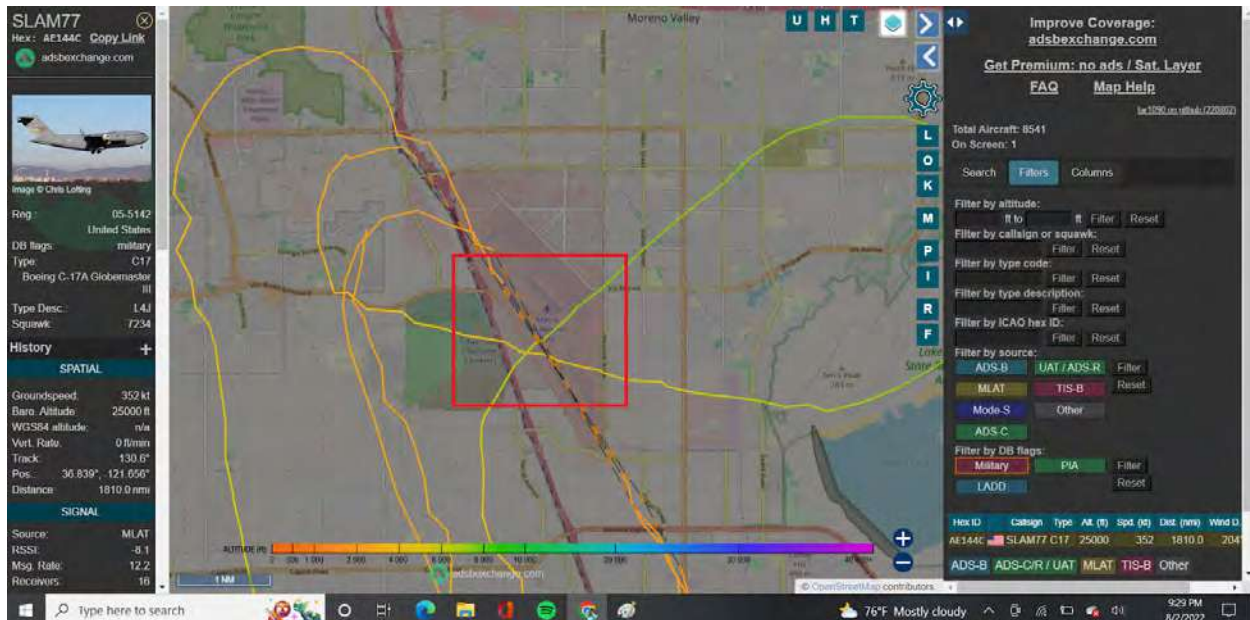 SLAM77
Hex: AE144C Copy Link
adsbexchange.com
Image © Chris Lofting
Reg.: 05-5142
United States
DB flags: military
Type: C17
Boeing C-17A Globemaster
III
Type Desc.: L4J
Squawk: 7234
History +
SPATIAL
Groundspeed: 352 kt
Baro. Altitude: 25000 ft
WGS84 altitude: n/a
Vert. Rate: 0 ft/min
Track: 130.6°
Pos.: 36.839°, -121.656°
Distance: 1810.0 nmi
SIGNAL
Source: MLAT
RSSI: -8.1
Msg. Rate: 12.2
Receivers: 16
Moreno Valley
U H T
L
O
K
M
P
I
R
F
Lake
ALTITUDE (ft)
adsbexchange.com
1 NM
© OpenStreetMap contributors.
Improve Coverage:
adsbexchange.com
Get Premium: no ads / Sat. Layer
FAQ Map Help
tar1090 on github (220802)
Total Aircraft: 8541
On Screen: 1
Search Filters Columns
Filter by altitude:
ft to ft Filter Reset
Filter by callsign or squawk:
Filter Reset
Filter by type code:
Filter Reset
Filter by type description:
Filter Reset
Filter by ICAO hex ID:
Filter Reset
Filter by source:
ADS-B UAT / ADS-R Filter
MLAT TIS-B Reset
Mode-S Other
ADS-C
Filter by DB flags:
Military PIA Filter
LADD Reset
Hex ID Callsign Type Alt. (ft) Spd. (kt) Dist. (nmi) Wind D.
AE144C SLAM77 C17 25000 352 1810.0 204
ADS-B ADS-C/R / UAT MLAT TIS-B Other
Type here to search
76°F Mostly cloudy
9:29 PM
8/2/2022